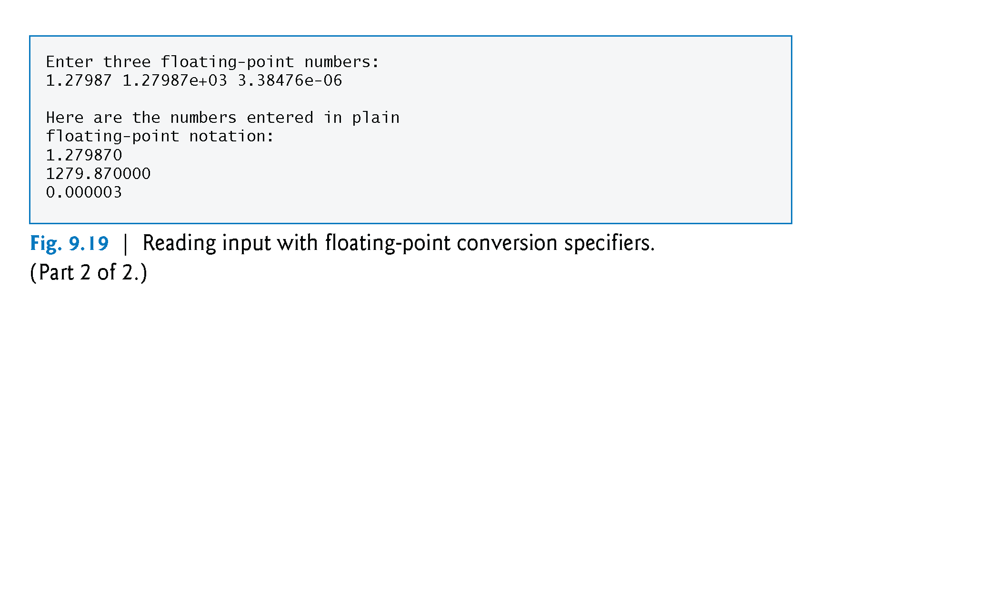 Enter three floating-point numbers:
1.27987 1.27987e+03 3.38476e-06
Here are the numbers entered in plain
floating-point notation:
1.279870
1279.870000
0.000003
Fig. 9.19 | Reading input with floating-point conversion specifiers.
(Part 2 of 2.)